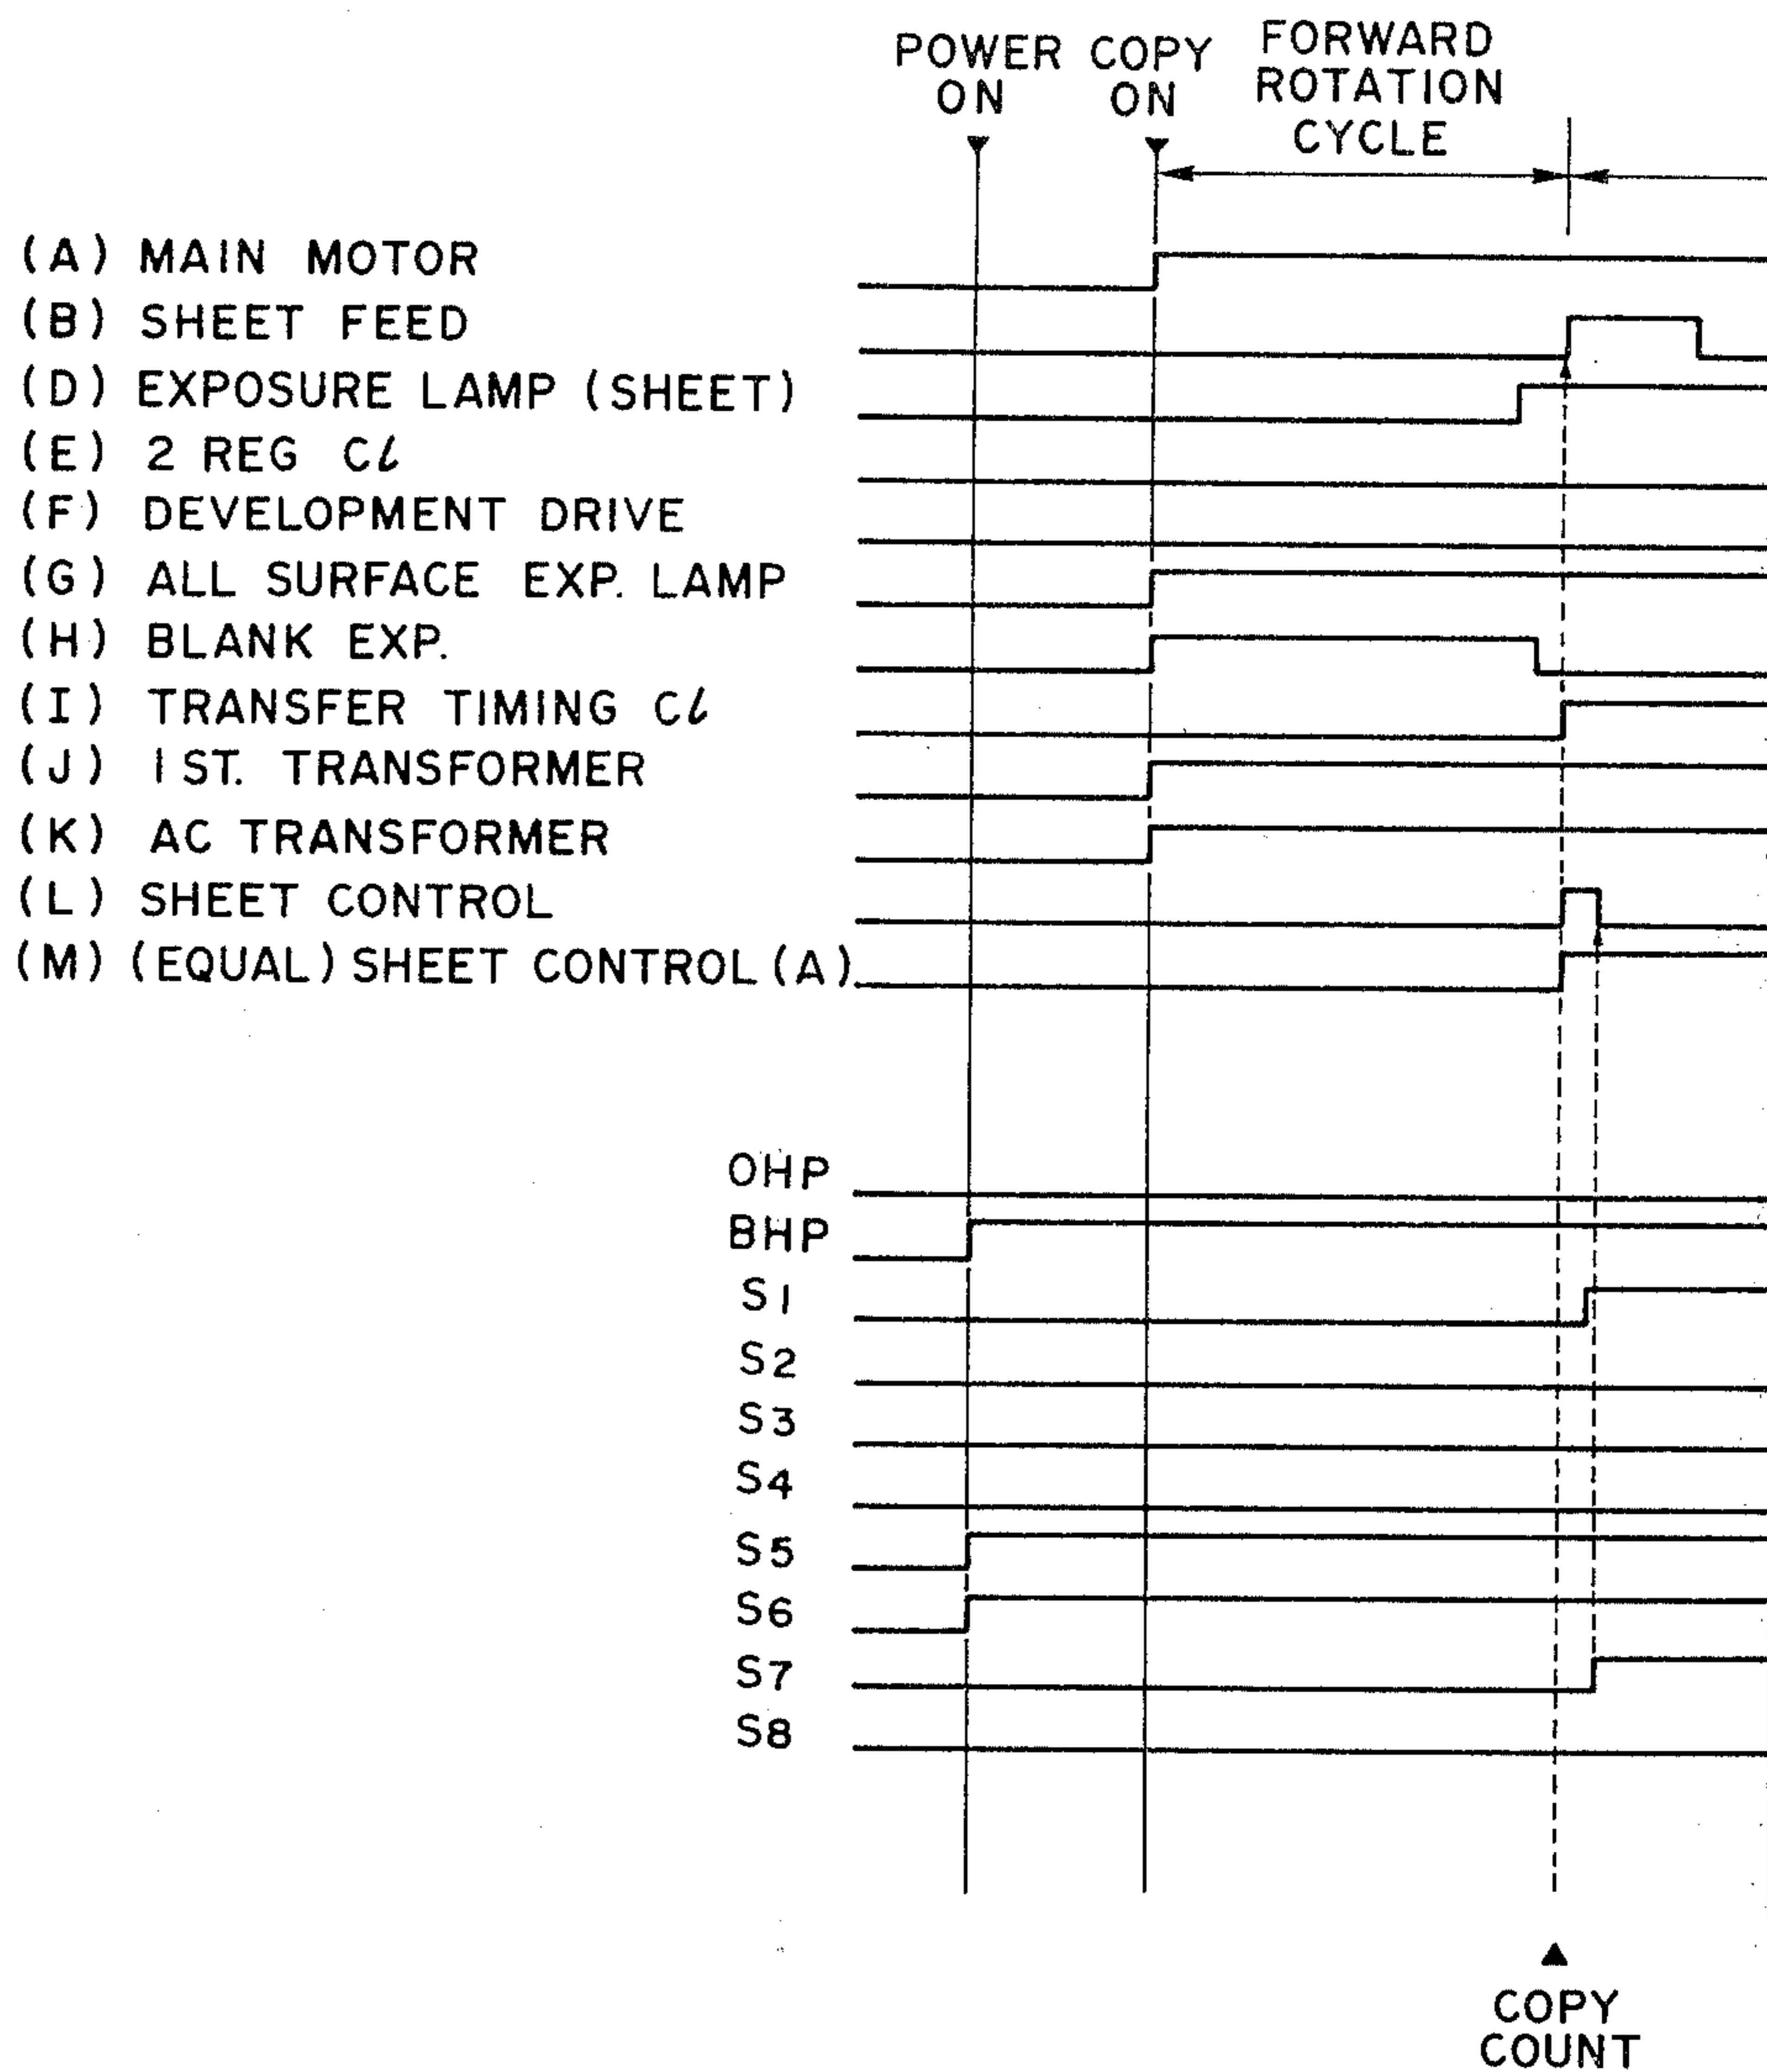 POWER ON
COPY ON
FORWARD ROTATION CYCLE
(A) MAIN MOTOR
(B) SHEET FEED
(D) EXPOSURE LAMP (SHEET)
(E) 2 REG Cℓ
(F) DEVELOPMENT DRIVE
(G) ALL SURFACE EXP. LAMP
(H) BLANK EXP.
(I) TRANSFER TIMING Cℓ
(J) 1ST. TRANSFORMER
(K) AC TRANSFORMER
(L) SHEET CONTROL
(M) (EQUAL) SHEET CONTROL (A)
OHP
BHP
S1
S2
S3
S4
S5
S6
S7
S8
COPY
COUNT